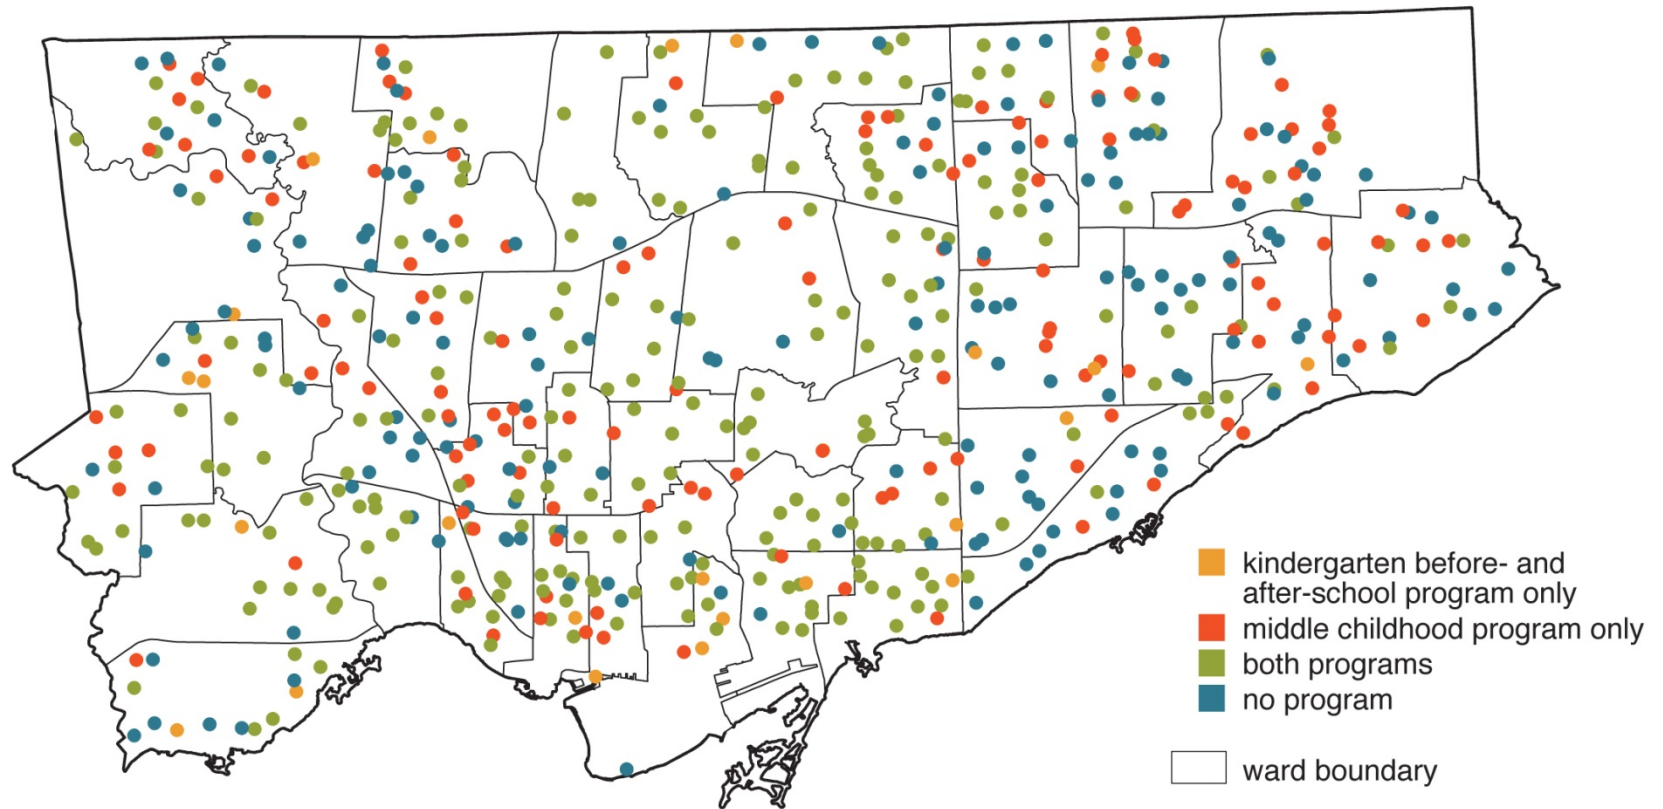 kindergarten before- and
after-school program only
middle childhood program only
both programs
no program
ward boundary